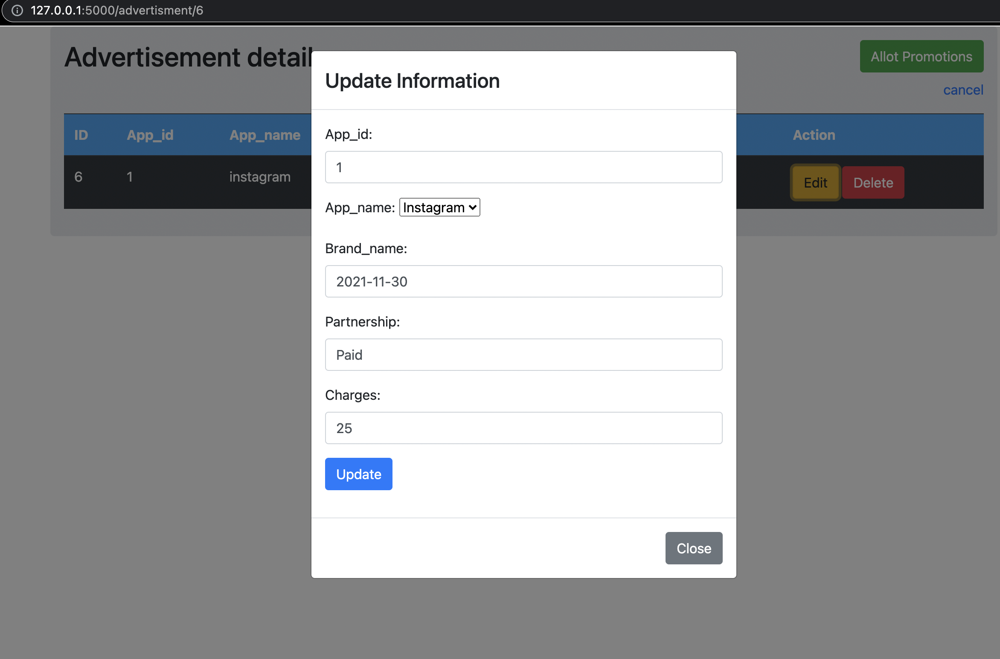 127.0.0.1:5000/advertisment/6
Advertisement detail
Allot Promotions
cancel
ID App_id App_name Action
6 1 instagram Edit Delete
Update Information
App_id:
1
App_name: Instagram
Brand_name:
2021-11-30
Partnership:
Paid
Charges:
25
Update
Close